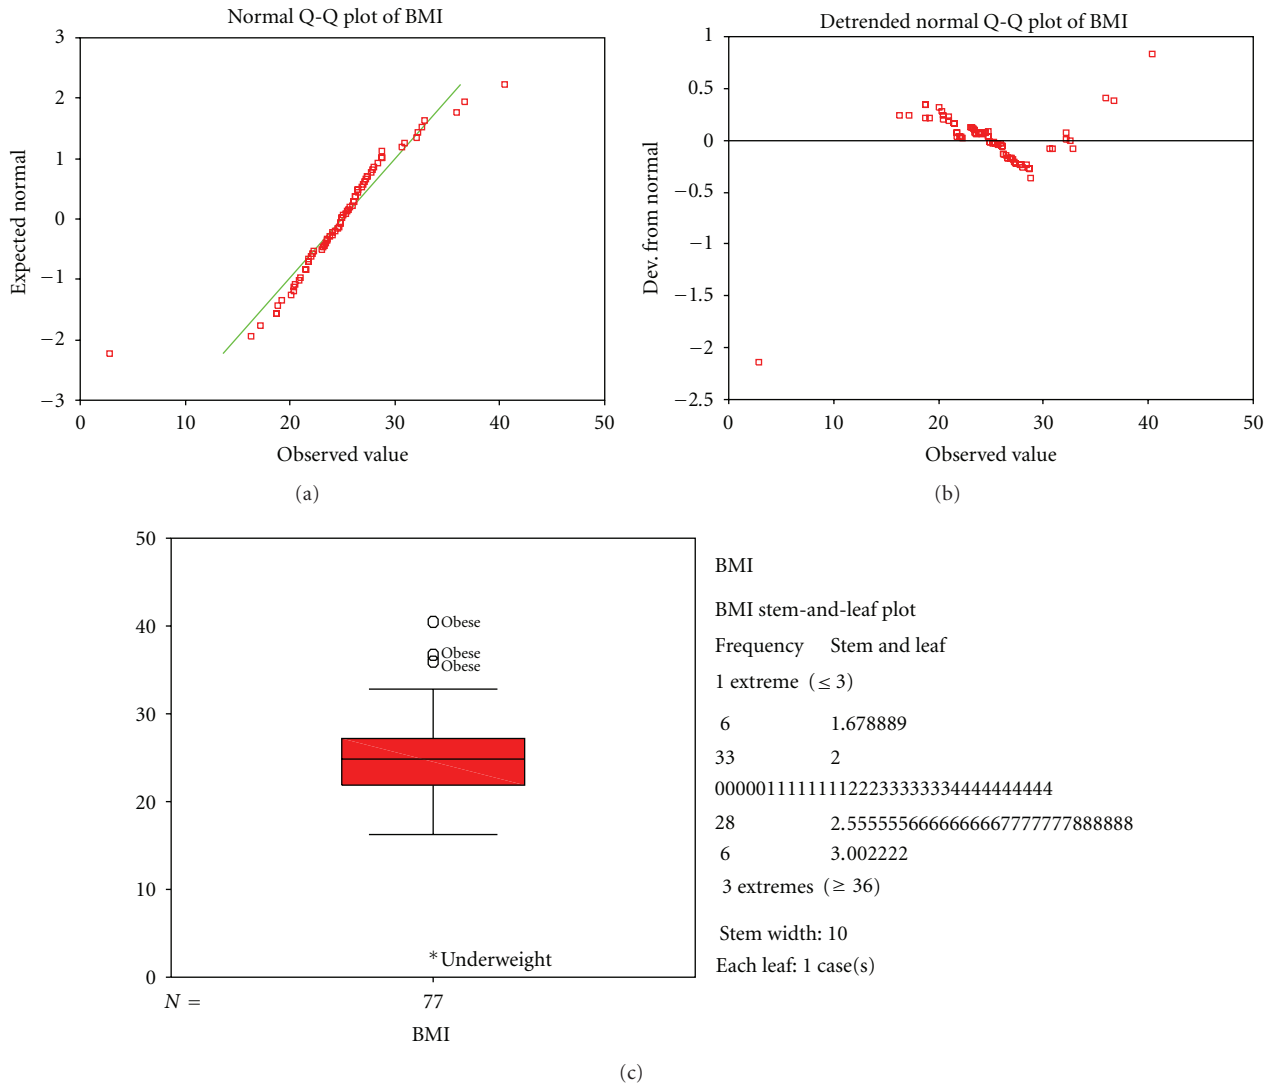 Normal Q-Q plot of BMI
3
2
1
0
−1
−2
−3
0 10 20 30 40 50
Expected normal
Observed value
(a)
Detrended normal Q-Q plot of BMI
1
0.5
0
−0.5
−1
−1.5
−2
−2.5
0 10 20 30 40 50
Dev. from normal
Observed value
(b)
50
40
30
20
10
0
Obese
Obese
Obese
*Underweight
N = 77
BMI
BMI
BMI stem-and-leaf plot
Frequency Stem and leaf
1 extreme (≤ 3)
6 1.678889
33 2
000001111111122233333334444444444
28 2.5555556666666667777777888888
6 3.002222
3 extremes (≥ 36)
Stem width: 10
Each leaf: 1 case(s)
(c)